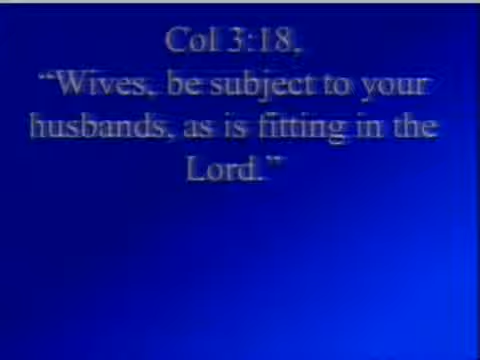 Col 3:18,
“Wives, be subject to your
husbands, as is fitting in the
Lord.”